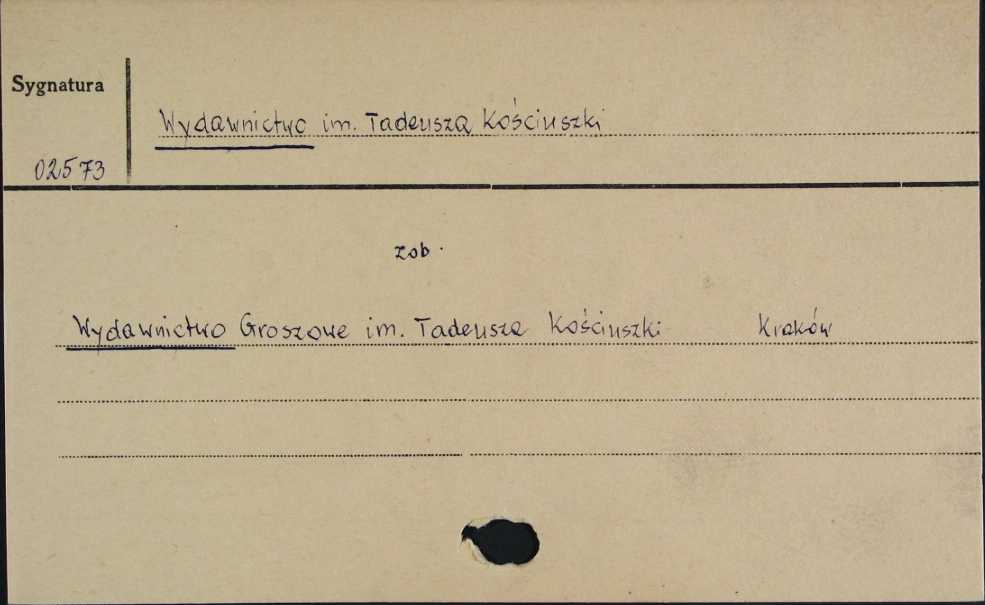 Sygnatura
Wydawnictwo im. Tadeusza Kościuszki
02573
zob.
Wydawnictwo Groszowe im. Tadeusza Kościuszki Kraków